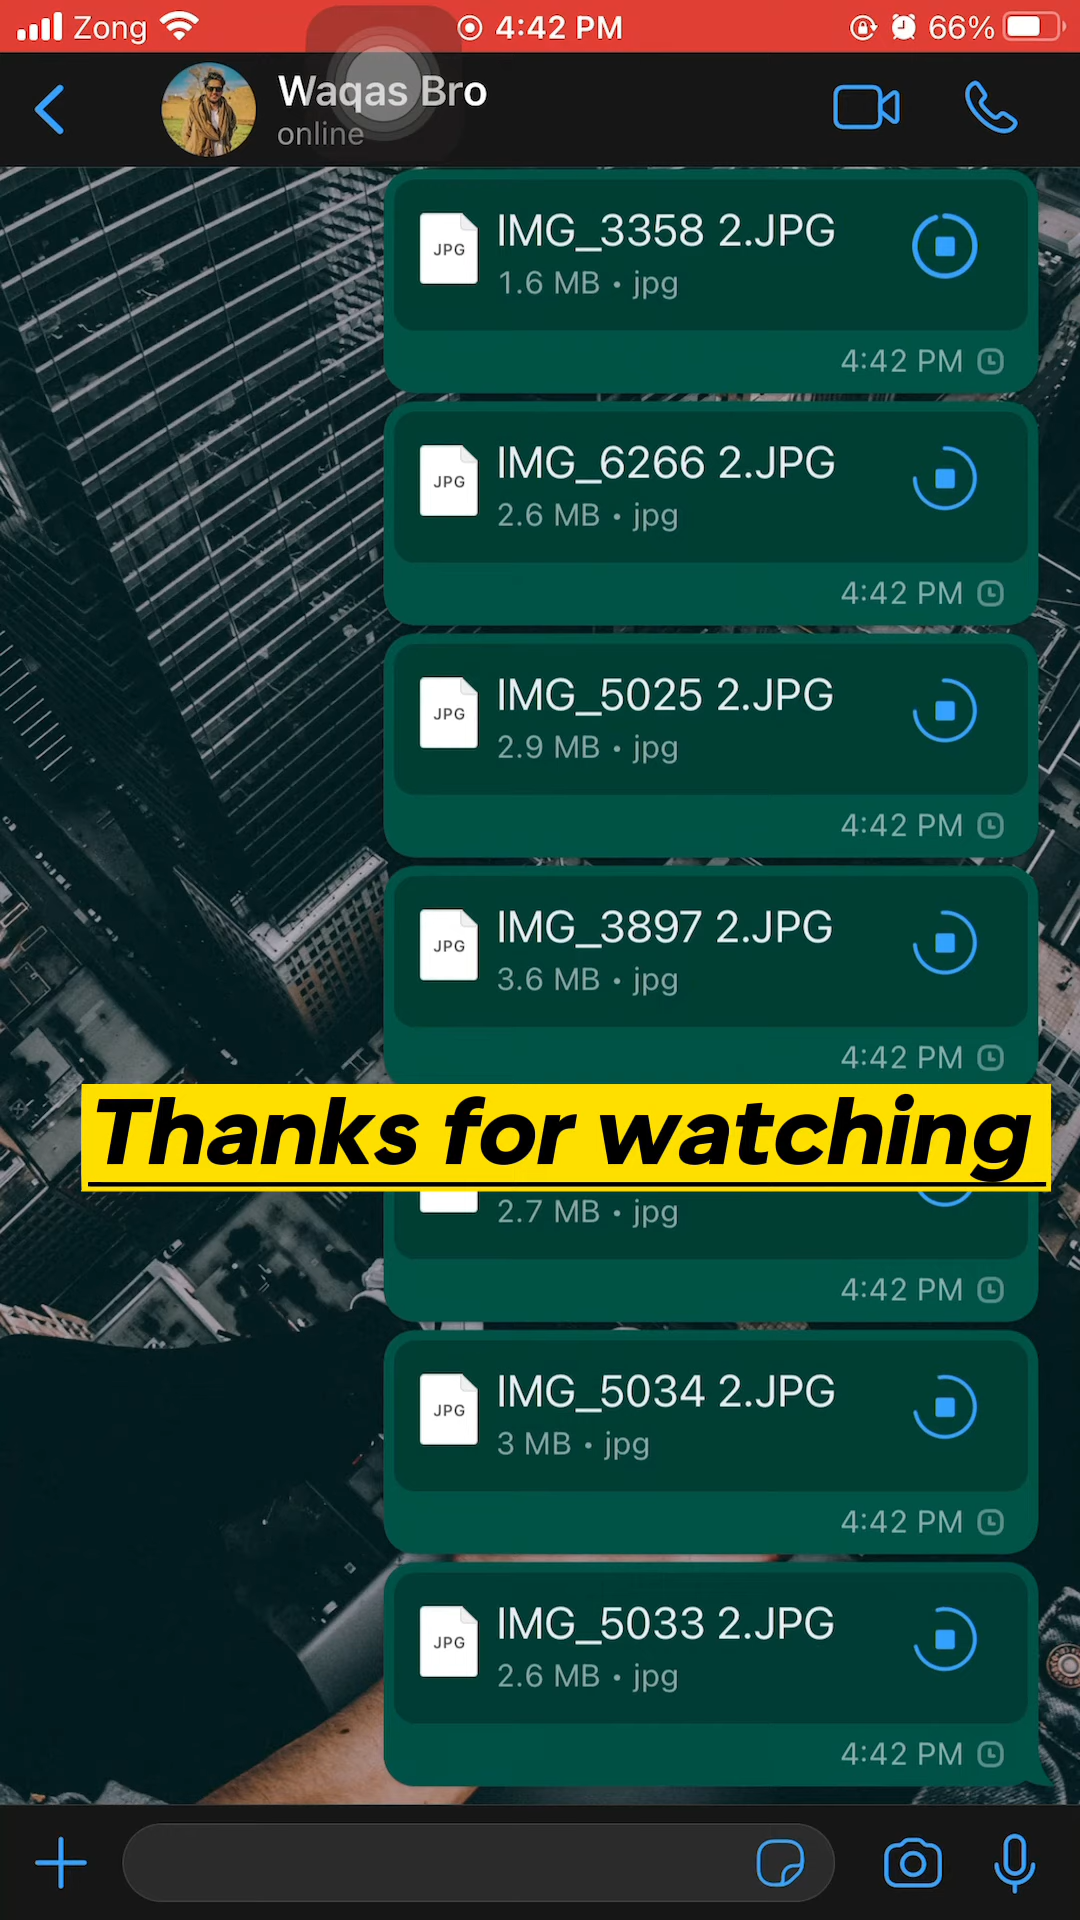 Zong
4:42 PM
66%
Waqas Bro
online
JPG
IMG_3358 2.JPG
1.6 MB • jpg
4:42 PM
JPG
IMG_6266 2.JPG
2.6 MB • jpg
4:42 PM
JPG
IMG_5025 2.JPG
2.9 MB • jpg
4:42 PM
JPG
IMG_3897 2.JPG
3.6 MB • jpg
4:42 PM
Thanks for watching
2.7 MB • jpg
4:42 PM
JPG
IMG_5034 2.JPG
3 MB • jpg
4:42 PM
JPG
IMG_5033 2.JPG
2.6 MB • jpg
4:42 PM